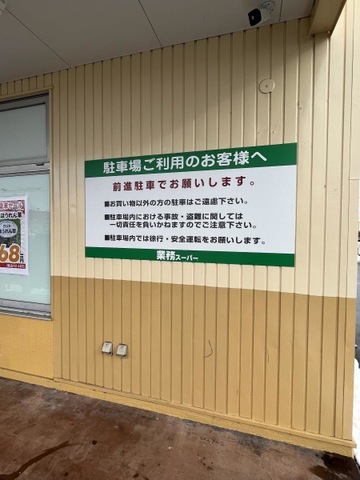 駐車場ご利用のお客様へ
前進駐車でお願いします。
■お買い物以外の方の駐車はご遠慮下さい。
■駐車場内における事故・盗難に関しては
一切責任を負いかねますのでご注意下さい。
■駐車場内では徐行・安全運転をお願いします。
業務スーパー
ほうれん草
68